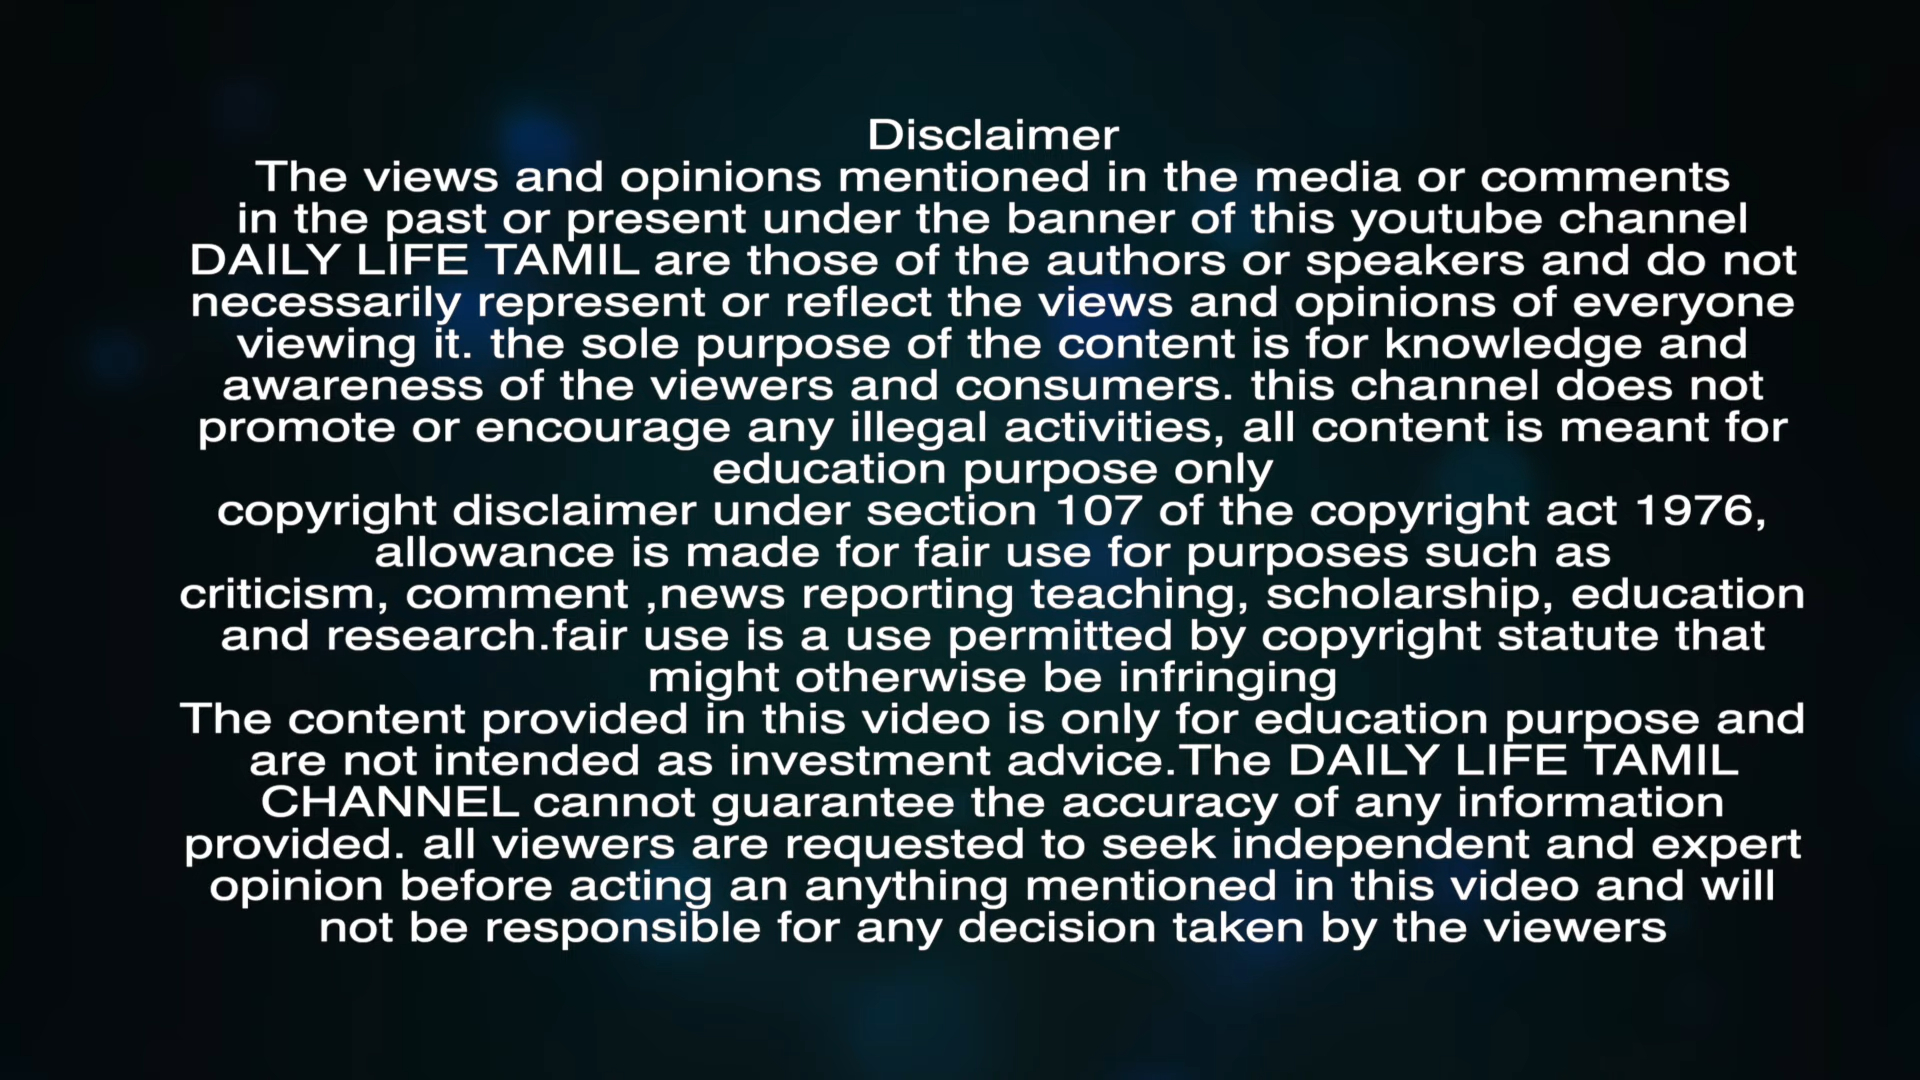 Disclaimer
The views and opinions mentioned in the media or comments
in the past or present under the banner of this youtube channel
DAILY LIFE TAMIL are those of the authors or speakers and do not
necessarily represent or reflect the views and opinions of everyone
viewing it. the sole purpose of the content is for knowledge and
awareness of the viewers and consumers. this channel does not
promote or encourage any illegal activities, all content is meant for
education purpose only
copyright disclaimer under section 107 of the copyright act 1976,
allowance is made for fair use for purposes such as
criticism, comment ,news reporting teaching, scholarship, education
and research.fair use is a use permitted by copyright statute that
might otherwise be infringing
The content provided in this video is only for education purpose and
are not intended as investment advice.The DAILY LIFE TAMIL
CHANNEL cannot guarantee the accuracy of any information
provided. all viewers are requested to seek independent and expert
opinion before acting an anything mentioned in this video and will
not be responsible for any decision taken by the viewers